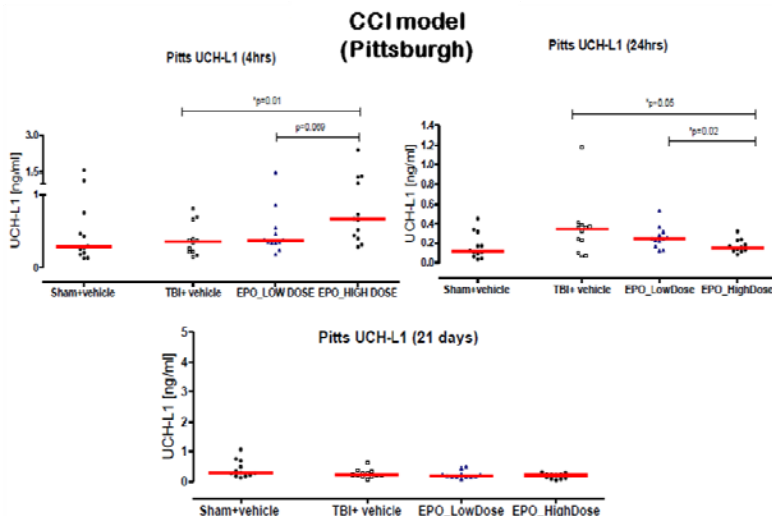 CCI model
(Pittsburgh)
Pitts UCH-L1 (4hrs)
*p=0.01
p=0.069
3.0
1.5
1
0
UCH-L1 [ng/ml]
Sham+vehicle
TBI+ vehicle
EPO_LOW DOSE
EPO_HIGH DOSE
Pitts UCH-L1 (24hrs)
*p=0.05
*p=0.02
1.4
1.2
1.0
0.8
0.6
0.4
0.2
0.0
UCH-L1 [ng/ml]
Sham+vehicle
TBI+ vehicle
EPO_LowDose
EPO_HighDose
Pitts UCH-L1 (21 days)
5
4
3
2
1
0
UCH-L1 [ng/ml]
Sham+vehicle
TBI+ vehicle
EPO_LowDose
EPO_HighDose